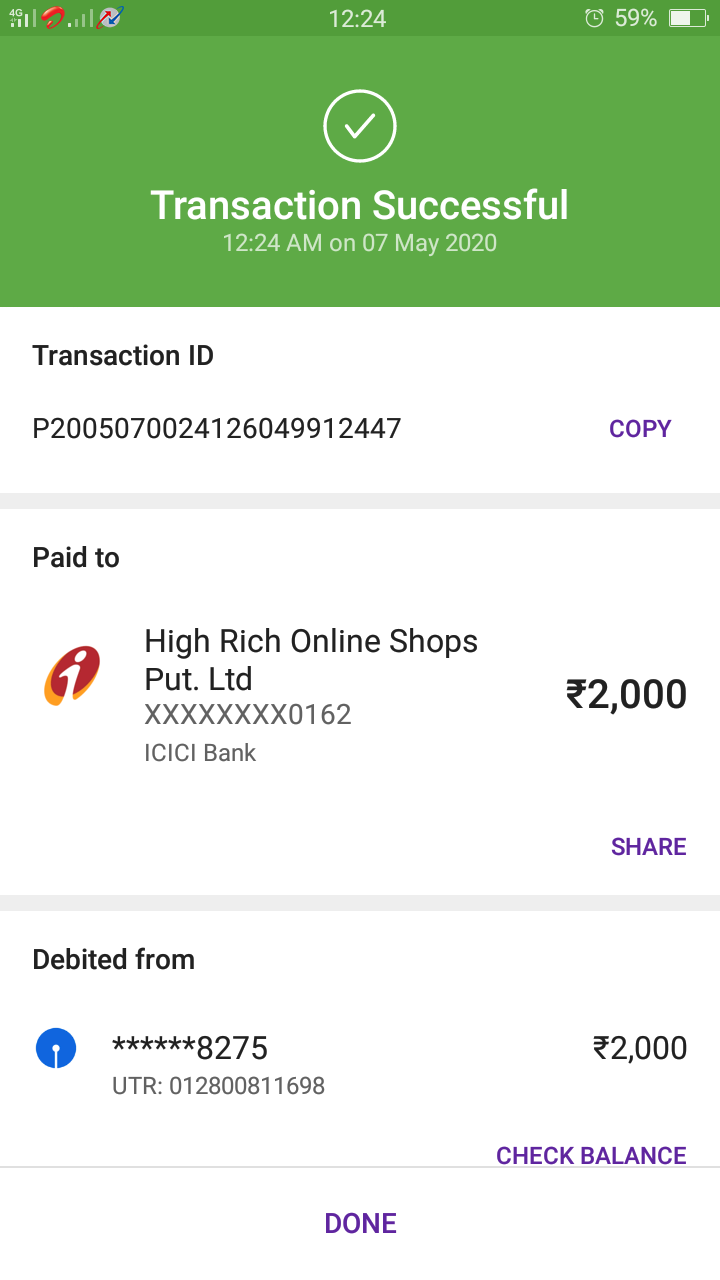 4G
12:24
59%
Transaction Successful
12:24 AM on 07 May 2020
Transaction ID
P2005070024126049912447
COPY
Paid to
High Rich Online Shops
Put. Ltd
₹2,000
XXXXXXXX0162
ICICI Bank
SHARE
Debited from
******8275
₹2,000
UTR: 012800811698
CHECK BALANCE
DONE